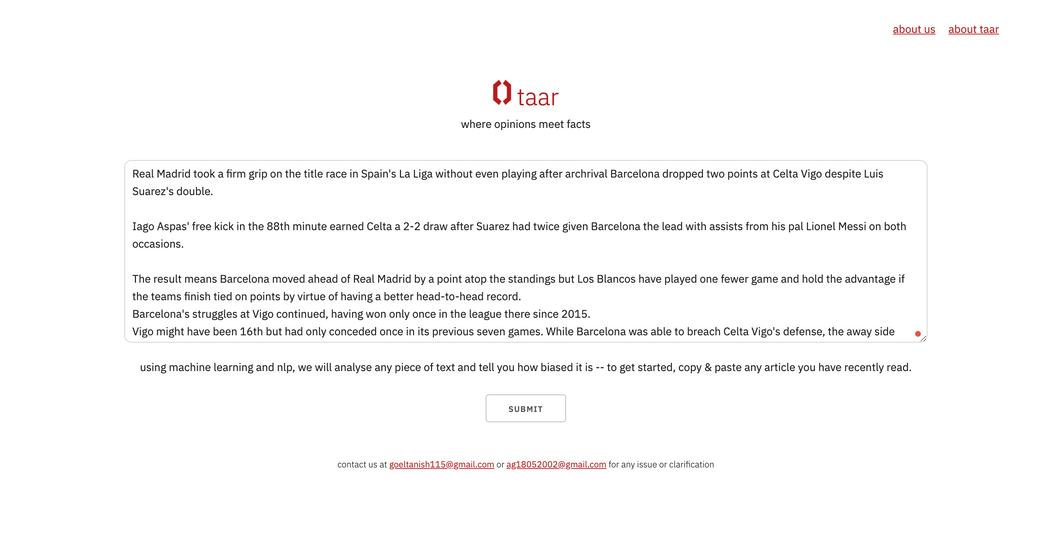 about us about taar
taar
where opinions meet facts
Real Madrid took a firm grip on the title race in Spain's La Liga without even playing after archrival Barcelona dropped two points at Celta Vigo despite Luis
Suarez's double.
Iago Aspas' free kick in the 88th minute earned Celta a 2-2 draw after Suarez had twice given Barcelona the lead with assists from his pal Lionel Messi on both
occasions.
The result means Barcelona moved ahead of Real Madrid by a point atop the standings but Los Blancos have played one fewer game and hold the advantage if
the teams finish tied on points by virtue of having a better head-to-head record.
Barcelona's struggles at Vigo continued, having won only once in the league there since 2015.
Vigo might have been 16th but had only conceded once in its previous seven games. While Barcelona was able to breach Celta Vigo's defense, the away side
using machine learning and nlp, we will analyse any piece of text and tell you how biased it is -- to get started, copy & paste any article you have recently read.
SUBMIT
contact us at goeltanish115@gmail.com or ag18052002@gmail.com for any issue or clarification